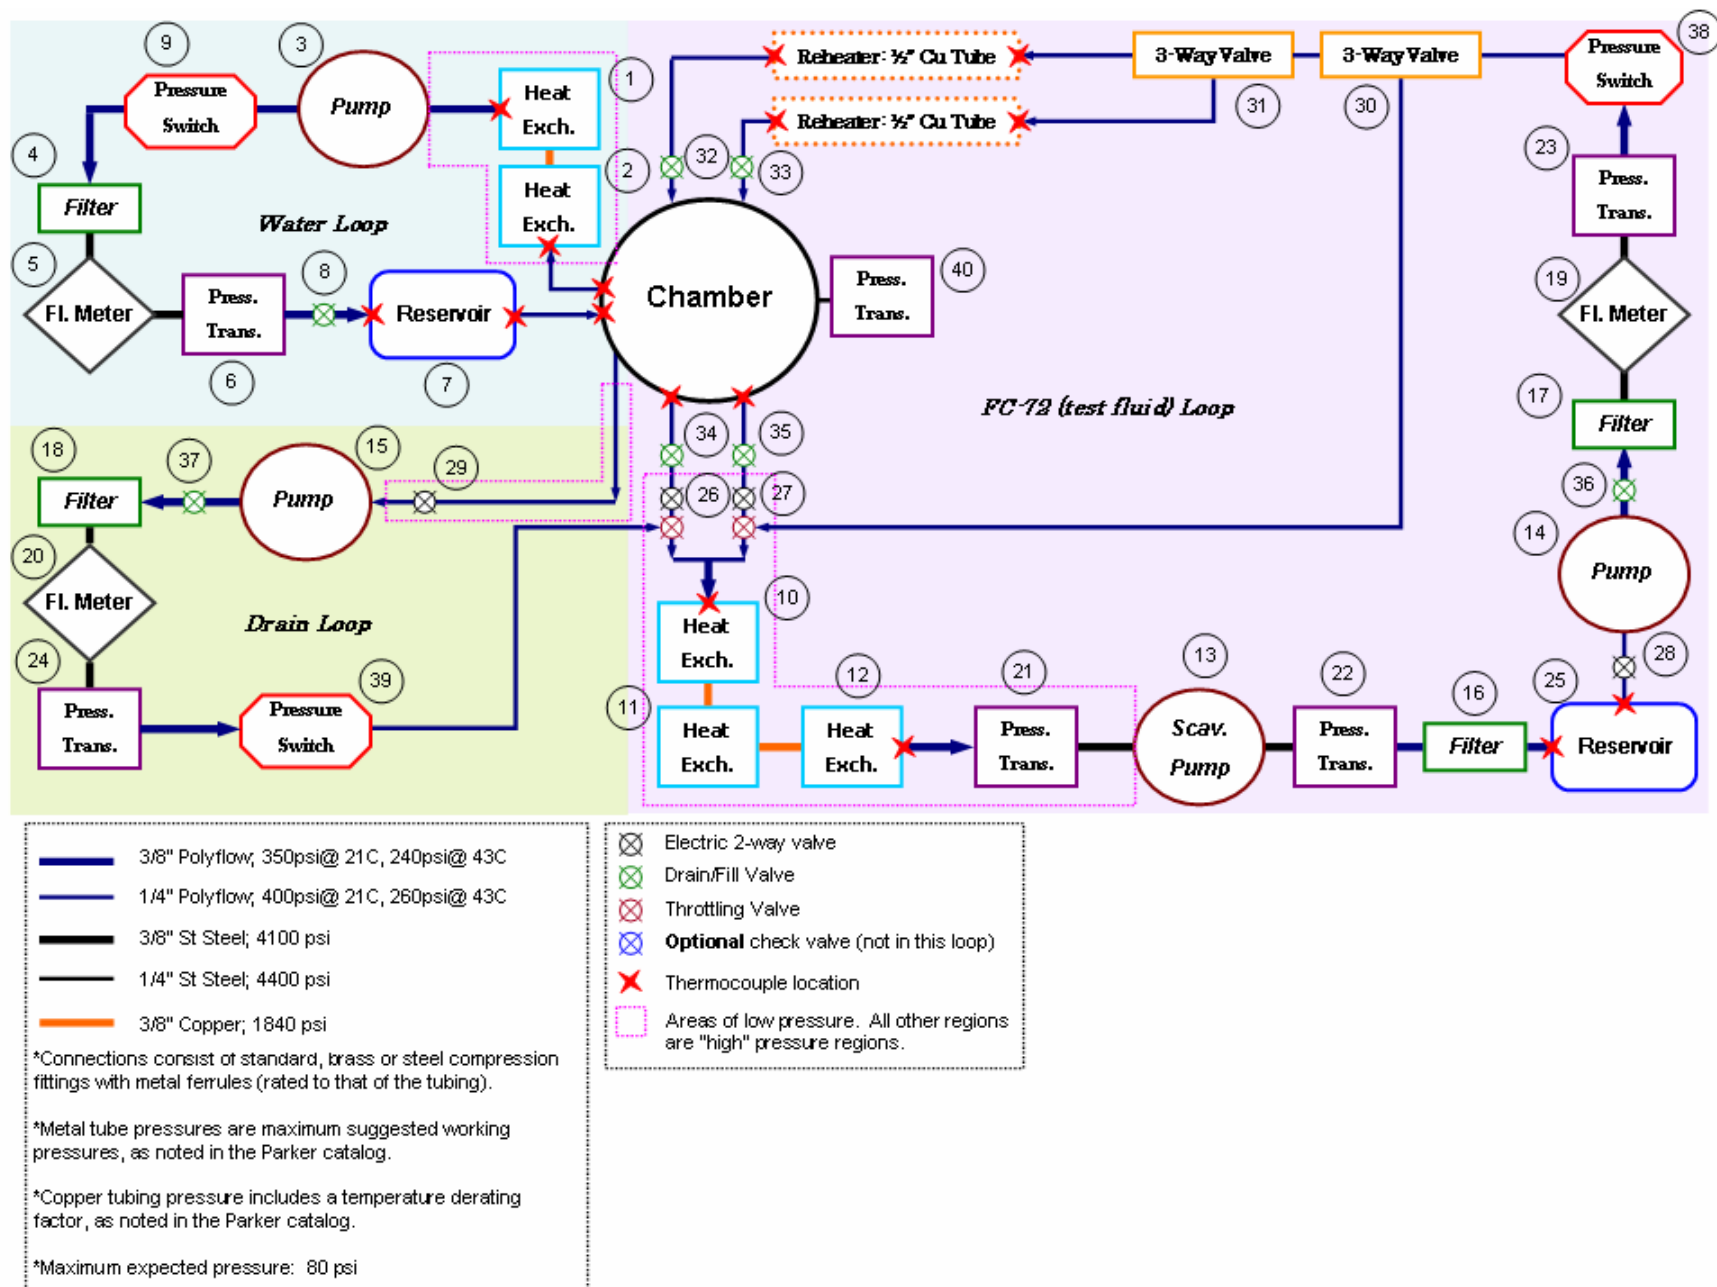 9
3
1
38
Pressure
Switch
Pump
Heat
Exch.
Reheater: ½" Cu Tube
3-Way Valve
3-Way Valve
Pressure
Switch
31
30
Reheater: ½" Cu Tube
4
2
32
33
23
Filter
Heat
Exch.
Press.
Trans.
Water Loop
5
8
40
19
Fl. Meter
Press.
Trans.
Reservoir
Chamber
Press.
Trans.
Fl. Meter
6
7
17
FC-72 (test fluid) Loop
Filter
18
37
15
29
34
35
36
Filter
Pump
26
27
14
20
Pump
Fl. Meter
10
Drain Loop
Heat
Exch.
24
39
12
21
13
22
16
25
28
11
Press.
Trans.
Pressure
Switch
Heat
Exch.
Heat
Exch.
Press.
Trans.
Scav.
Pump
Press.
Trans.
Filter
Reservoir
3/8" Polyflow; 350psi@ 21C, 240psi@ 43C
1/4" Polyflow; 400psi@ 21C, 260psi@ 43C
3/8" St Steel; 4100 psi
1/4" St Steel; 4400 psi
3/8" Copper; 1840 psi
*Connections consist of standard, brass or steel compression
fittings with metal ferrules (rated to that of the tubing).
*Metal tube pressures are maximum suggested working
pressures, as noted in the Parker catalog.
*Copper tubing pressure includes a temperature derating
factor, as noted in the Parker catalog.
*Maximum expected pressure: 80 psi
Electric 2-way valve
Drain/Fill Valve
Throttling Valve
Optional check valve (not in this loop)
Thermocouple location
Areas of low pressure. All other regions
are "high" pressure regions.